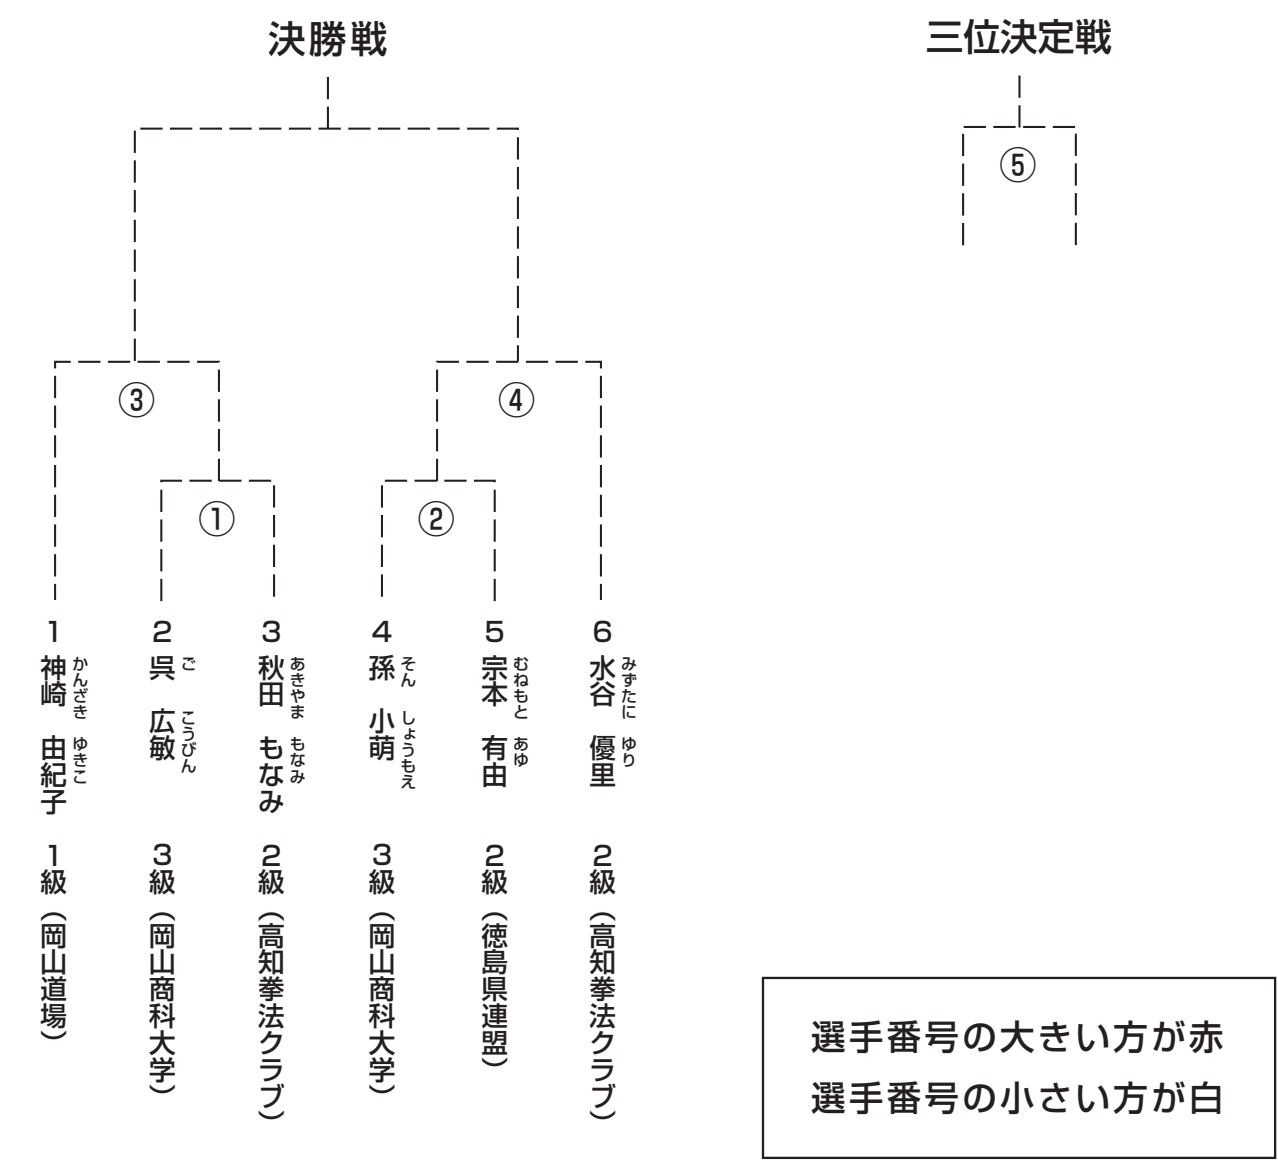 決勝戦
三位決定戦
⑤
③
④
①
②
1 神崎 由紀子 1級（岡山道場）
かんざき ゆきこ
2 呉 広敏 3級（岡山商科大学）
ご こうびん
3 秋田 もなみ 2級（高知拳法クラブ）
あきやま もなみ
4 孫 小萌 3級（岡山商科大学）
そん しょうもえ
5 宗本 有由 2級（徳島県連盟）
むねもと あゆ
6 水谷 優里 2級（高知拳法クラブ）
みずたに ゆり
選手番号の大きい方が赤
選手番号の小さい方が白